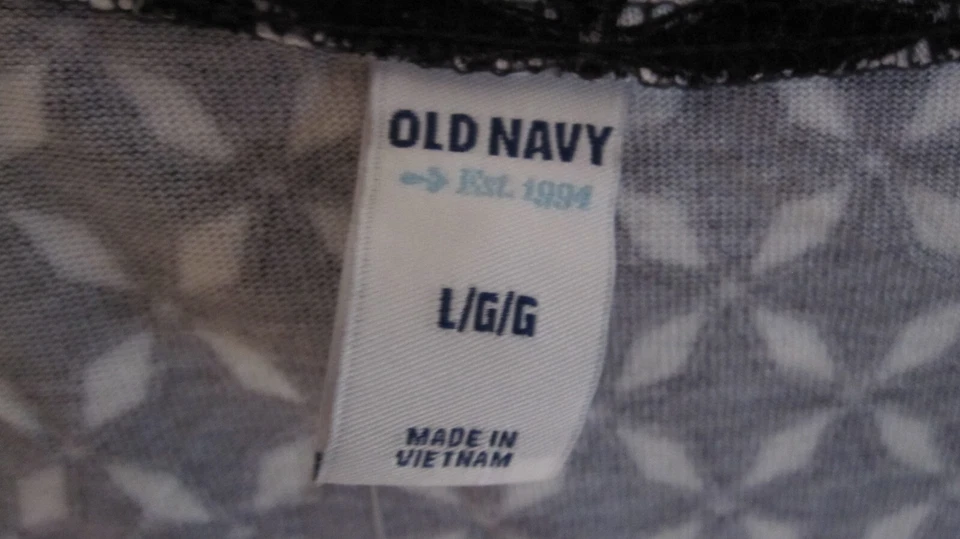 OLD NAVY
Est. 1994
L/G/G
MADE IN
VIETNAM